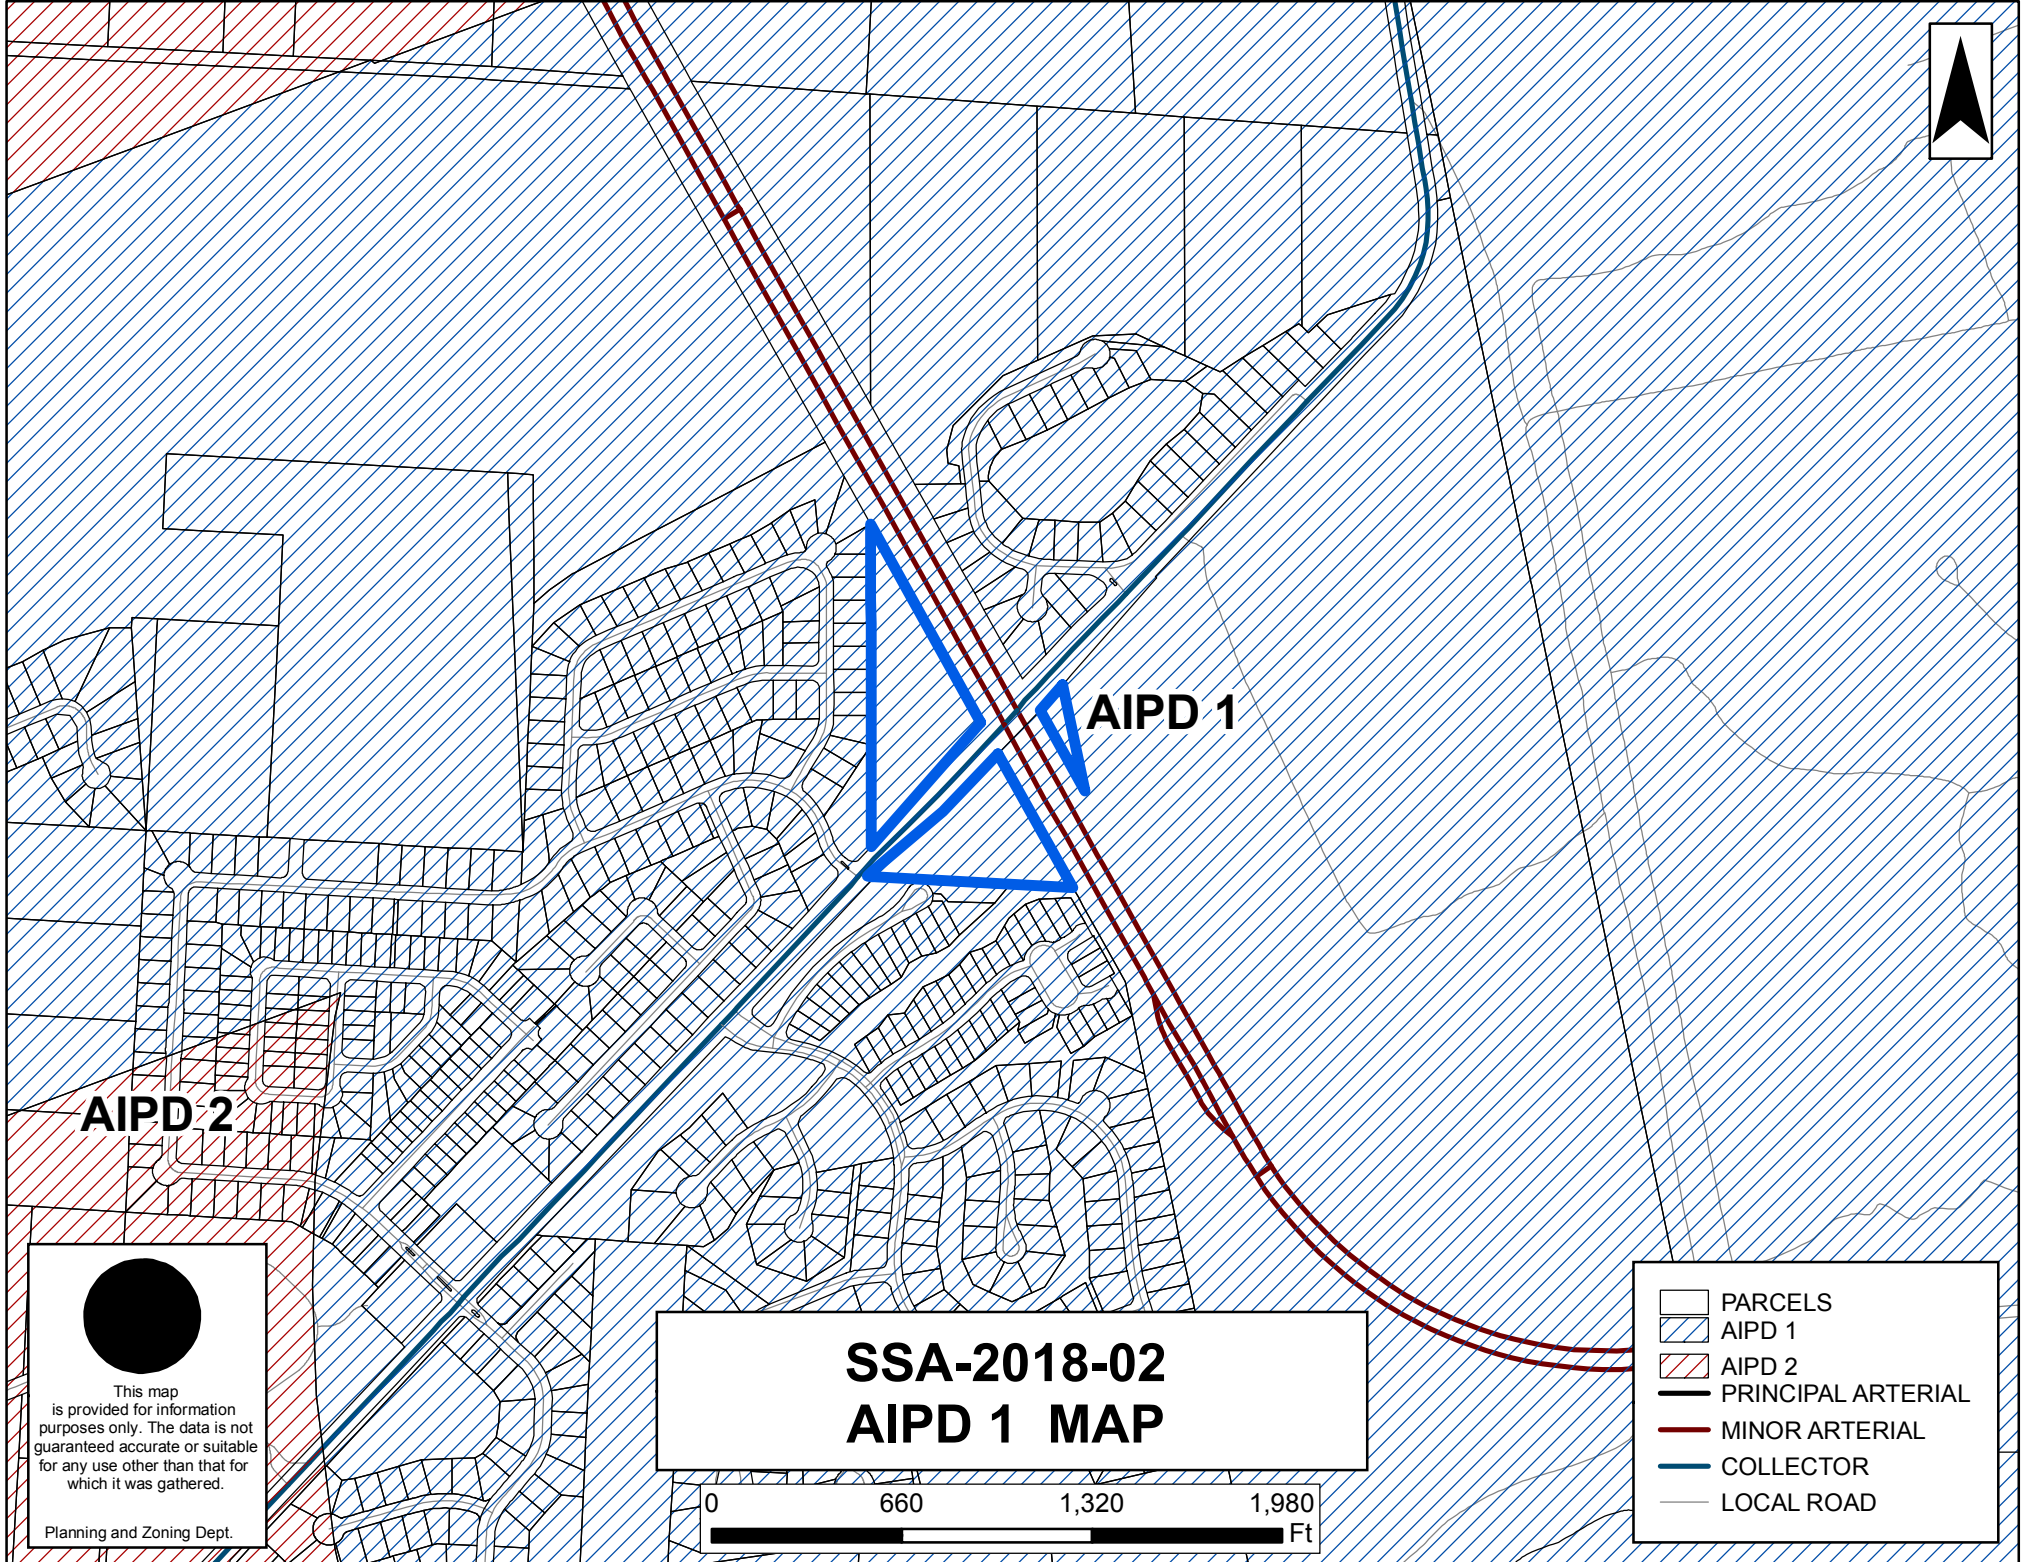 AIPD 1
AIPD 2
This map
is provided for information
purposes only. The data is not
guaranteed accurate or suitable
for any use other than that for
which it was gathered.
Planning and Zoning Dept.
SSA-2018-02
AIPD 1 MAP
0 660 1,320 1,980
Ft
PARCELS
AIPD 1
AIPD 2
PRINCIPAL ARTERIAL
MINOR ARTERIAL
COLLECTOR
LOCAL ROAD